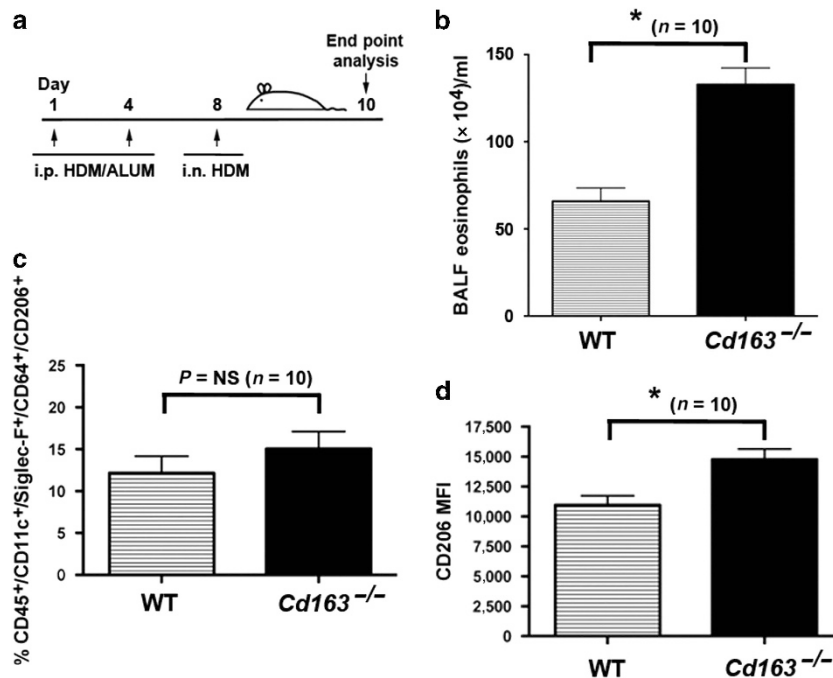 a
End point
analysis
Day
1 4 8 10
i.p. HDM/ALUM i.n. HDM
b
* (n = 10)
BALF eosinophils (× 10⁴)/ml
150
100
50
0
WT Cd163⁻/⁻
c
P = NS (n = 10)
% CD45⁺/CD11c⁺/Siglec-F⁺/CD64⁺/CD206⁺
25
20
15
10
5
0
WT Cd163⁻/⁻
d
* (n = 10)
CD206 MFI
17,500
15,000
12,500
10,000
7,500
5,000
2,500
0
WT Cd163⁻/⁻